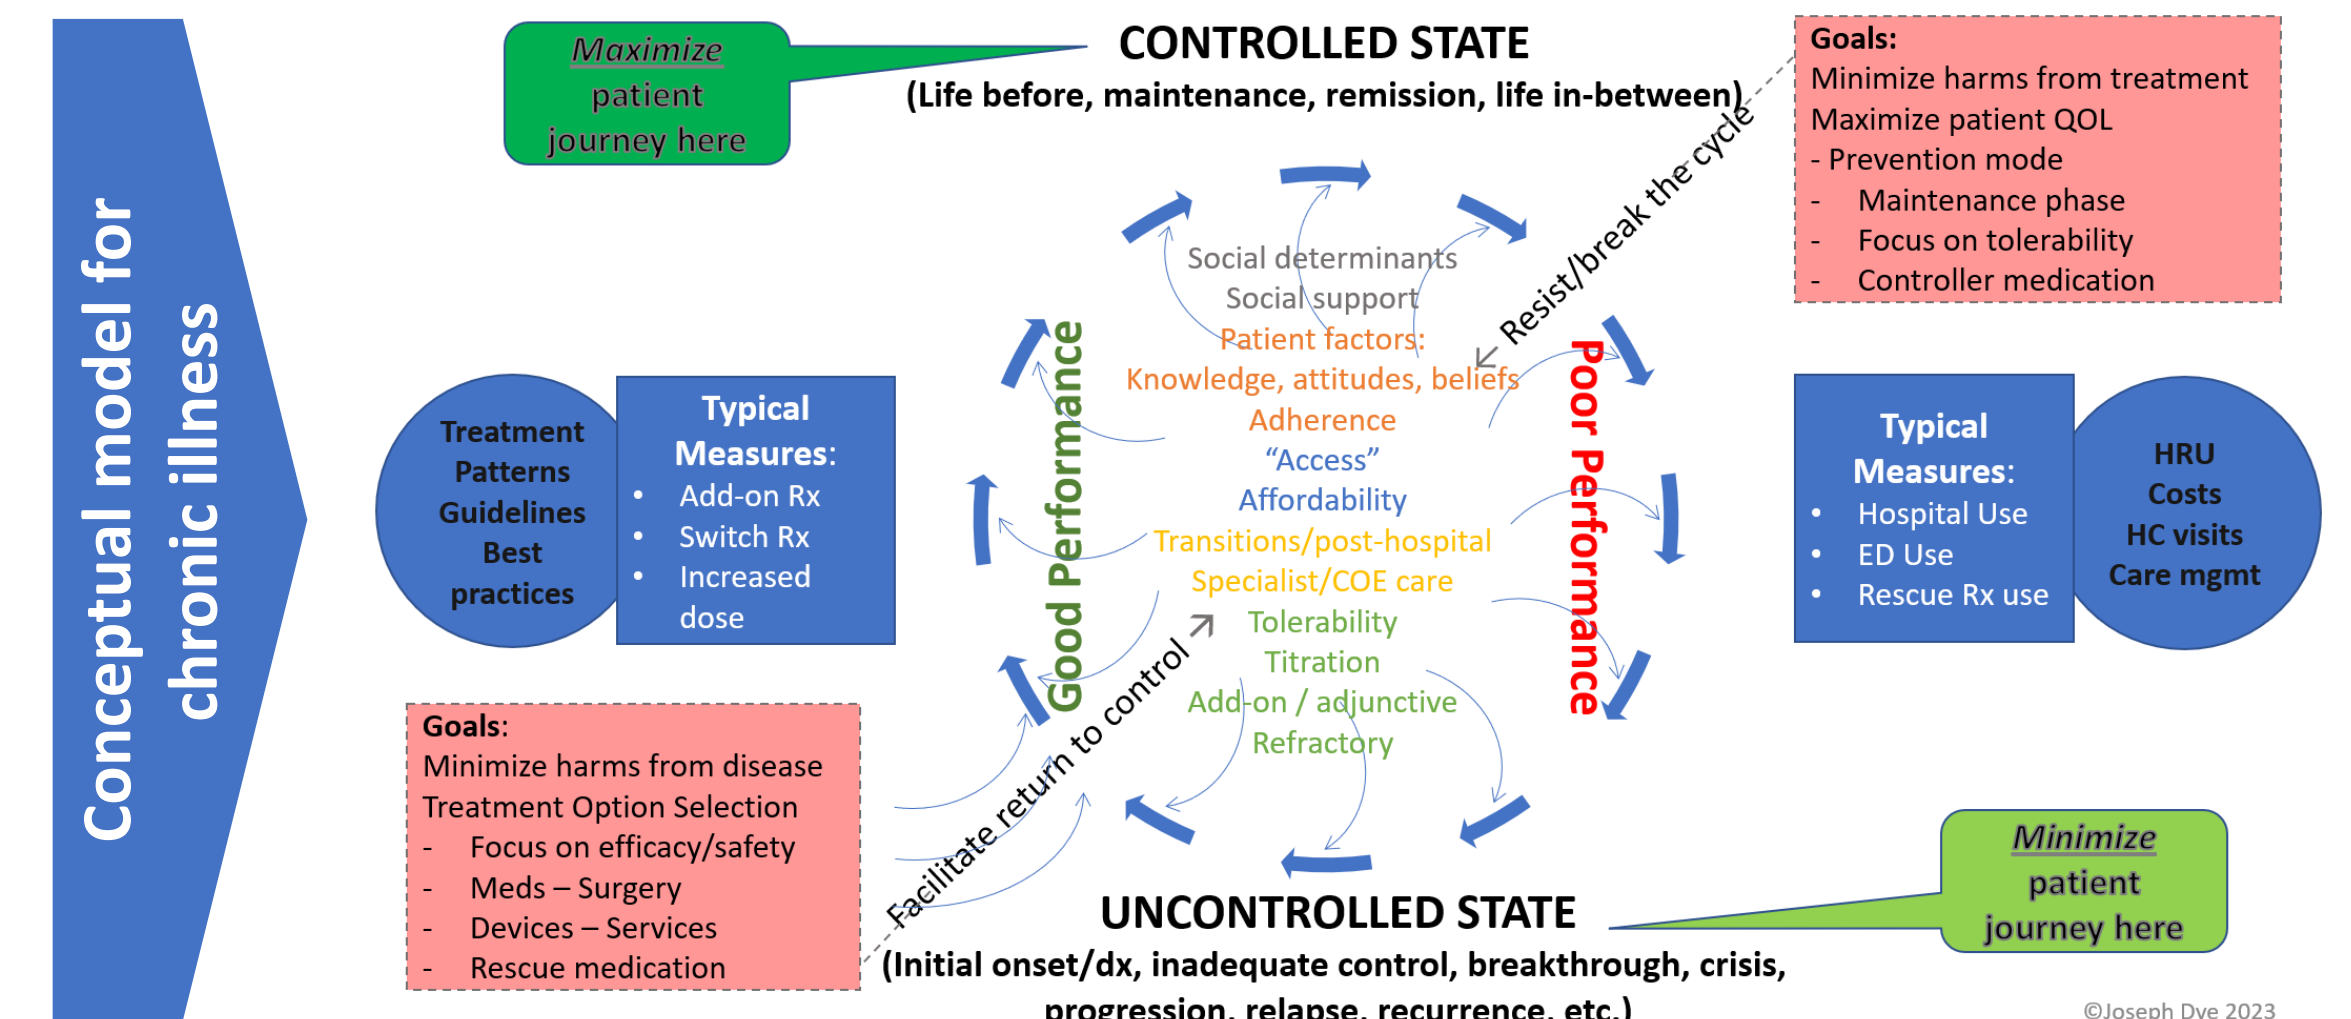 Conceptual model for
chronic illness
Maximize
patient
journey here
CONTROLLED STATE
(Life before, maintenance, remission, life in-between)
Goals:
Minimize harms from treatment
Maximize patient QOL
- Prevention mode
- Maintenance phase
- Focus on tolerability
- Controller medication
Resist/break the cycle
Social determinants
Social support
Patient factors:
Knowledge, attitudes, beliefs
Adherence
“Access”
Affordability
Transitions/post-hospital
Specialist/COE care
Tolerability
Titration
Add-on / adjunctive
Refractory
Good Performance
Poor Performance
Treatment
Patterns
Guidelines
Best
practices
Typical
Measures:
• Add-on Rx
• Switch Rx
• Increased
dose
Typical
Measures:
• Hospital Use
• ED Use
• Rescue Rx use
HRU
Costs
HC visits
Care mgmt
Goals:
Minimize harms from disease
Treatment Option Selection
- Focus on efficacy/safety
- Meds – Surgery
- Devices – Services
- Rescue medication
Facilitate return to control
UNCONTROLLED STATE
(Initial onset/dx, inadequate control, breakthrough, crisis,
progression, relapse, recurrence, etc.)
Minimize
patient
journey here
©Joseph Dye 2023